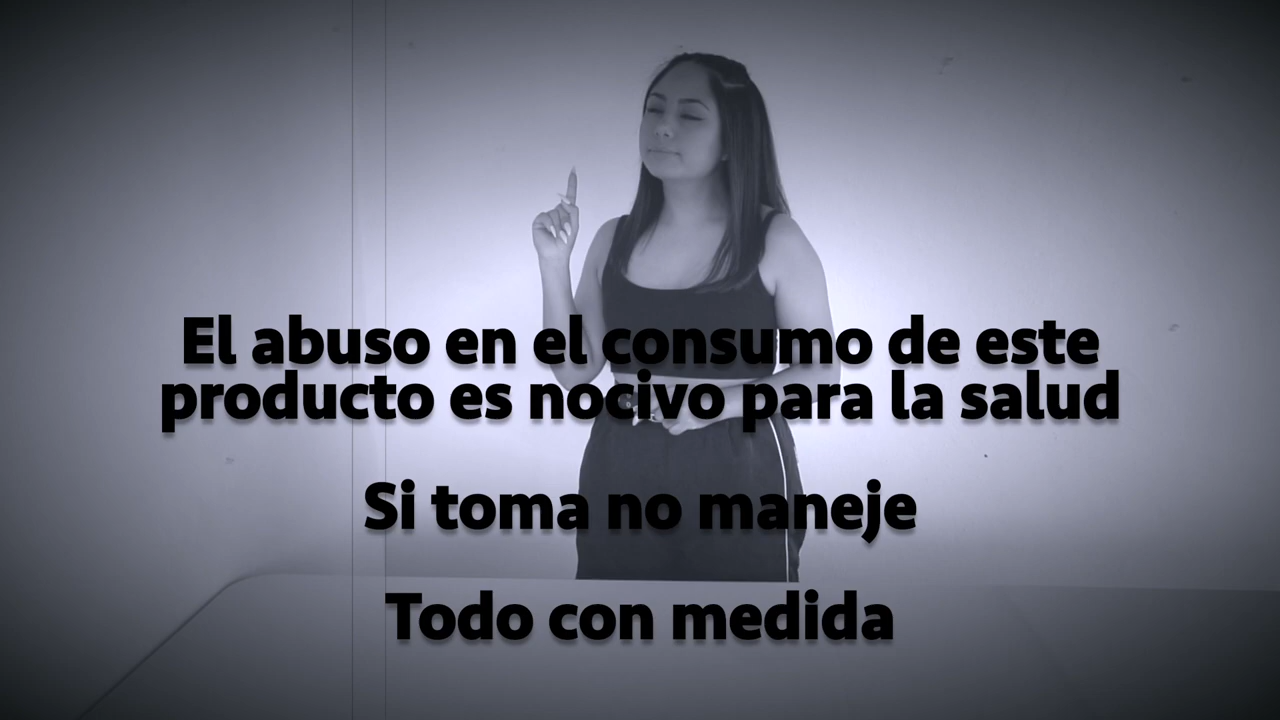 El abuso en el consumo de este
producto es nocivo para la salud
Si toma no maneje
Todo con medida